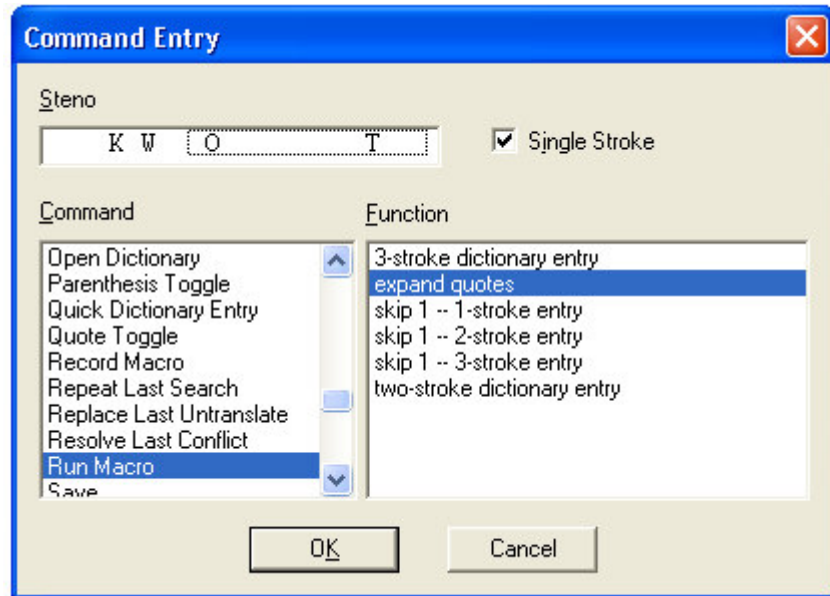 Command Entry
Steno
K W O T
Single Stroke
Command
Function
Open Dictionary
Parenthesis Toggle
Quick Dictionary Entry
Quote Toggle
Record Macro
Repeat Last Search
Replace Last Untranslate
Resolve Last Conflict
Run Macro
Save
3-stroke dictionary entry
expand quotes
skip 1 -- 1-stroke entry
skip 1 -- 2-stroke entry
skip 1 -- 3-stroke entry
two-stroke dictionary entry
OK
Cancel